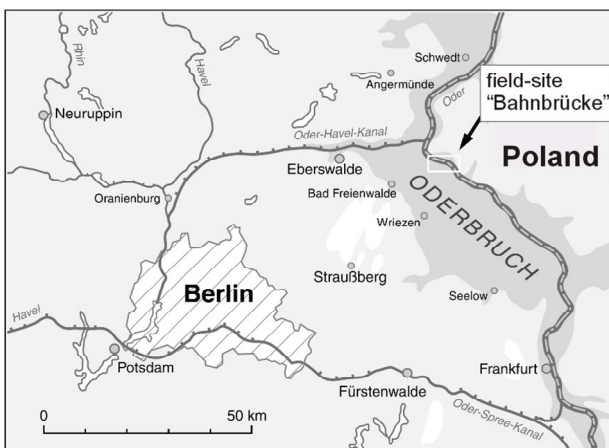 Rhin
Havel
Schwedt
Angermünde
Oder
field-site
"Bahnbrücke"
Neuruppin
Oder-Havel-Kanal
Poland
Eberswalde
Bad Freienwalde
ODERBRUCH
Oranienburg
Wriezen
Straußberg
Berlin
Seelow
Havel
Potsdam
Frankfurt
Fürstenwalde
Oder-Spree-Kanal
0 50 km